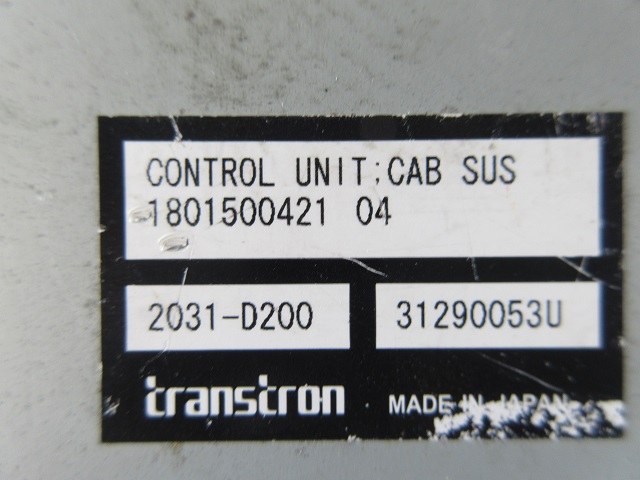 CONTROL UNIT;CAB SUS
1801500421 04
2031-D200 31290053U
transtron MADE IN JAPAN